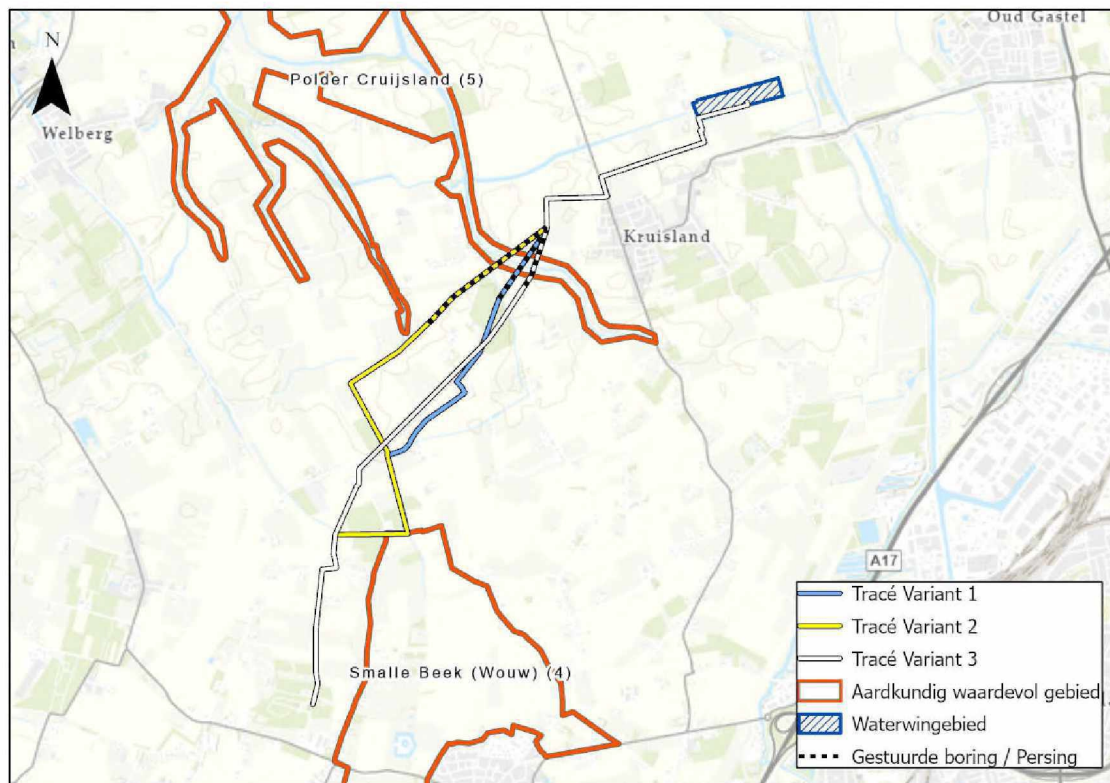 Oud Gastel
N
Polder Cruijsland (5)
Welberg
Kruisland
A17
Smalle Beek (Wouw) (4)
Tracé Variant 1
Tracé Variant 2
Tracé Variant 3
Aardkundig waardevol gebied
Waterwingebied
Gestuurde boring / Persing